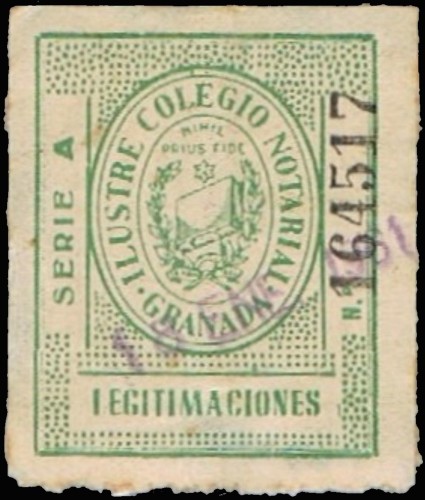 ILUSTRE COLEGIO NOTARIAL
· GRANADA ·
NIHIL
PRIUS FIDE
SERIE A
N. 164517
LEGITIMACIONES